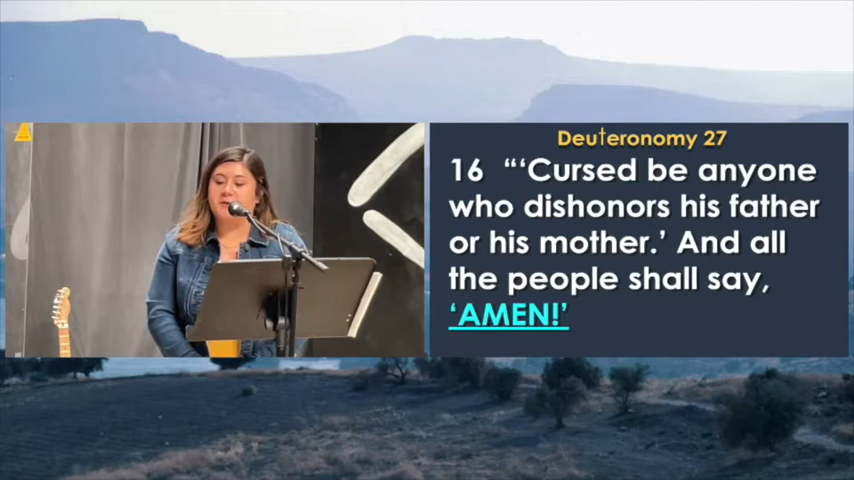 Deuteronomy 27
16 “‘Cursed be anyone
who dishonors his father
or his mother.’ And all
the people shall say,
‘AMEN!’